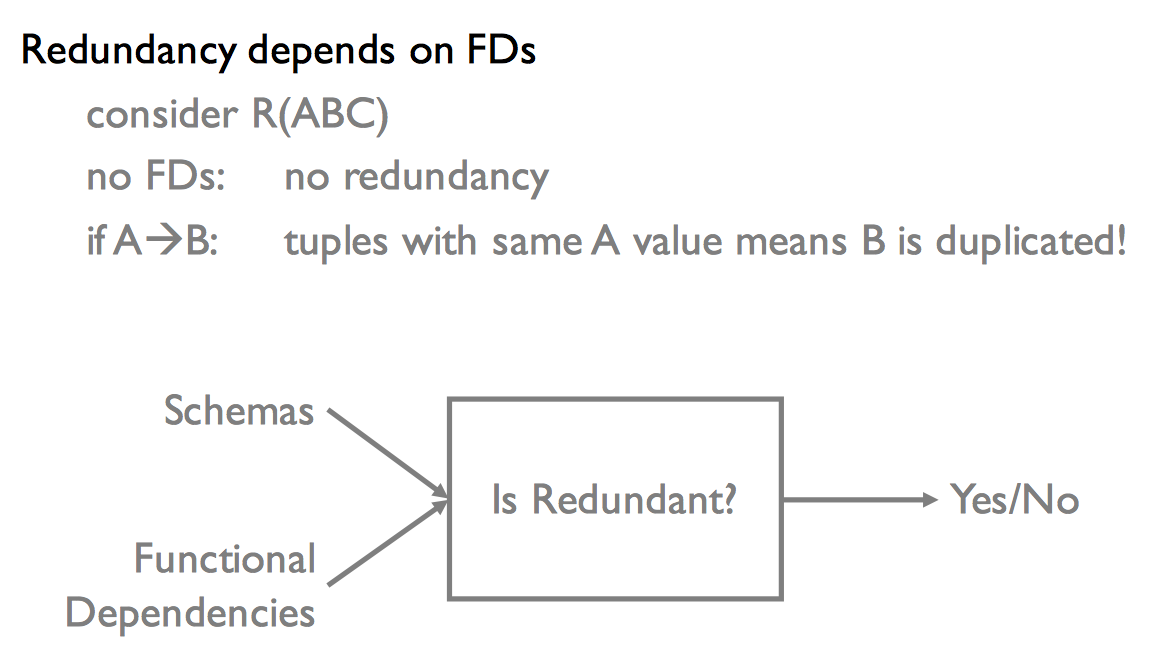 Redundancy depends on FDs
consider R(ABC)
no FDs: no redundancy
if A→B: tuples with same A value means B is duplicated!
Schemas
Is Redundant?
Yes/No
Functional
Dependencies